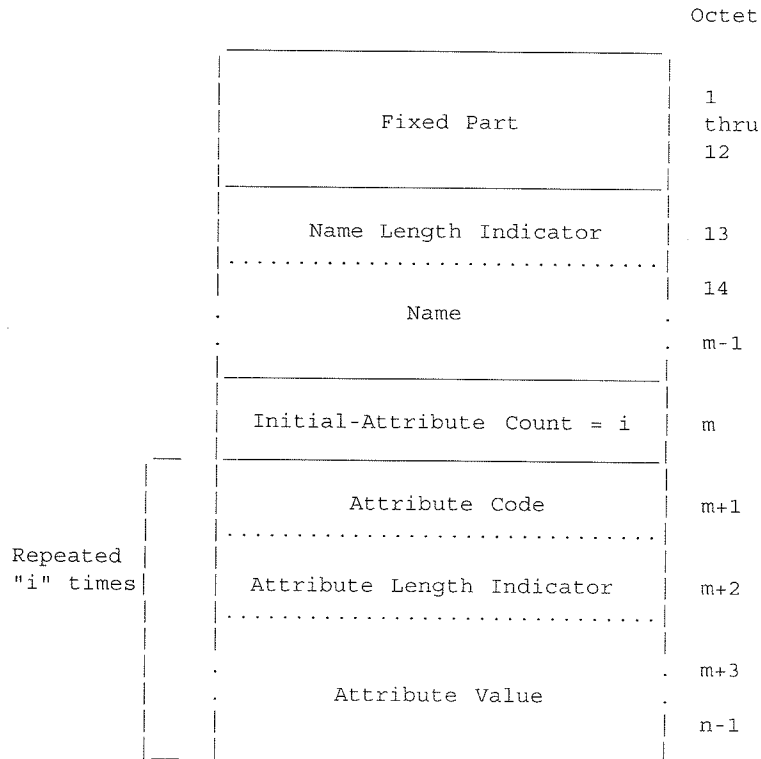 Octet
1
Fixed Part thru
12
Name Length Indicator 13
14
Name
m-1
Initial-Attribute Count = i m
Attribute Code m+1
Repeated
"i" times Attribute Length Indicator m+2
m+3
Attribute Value
n-1